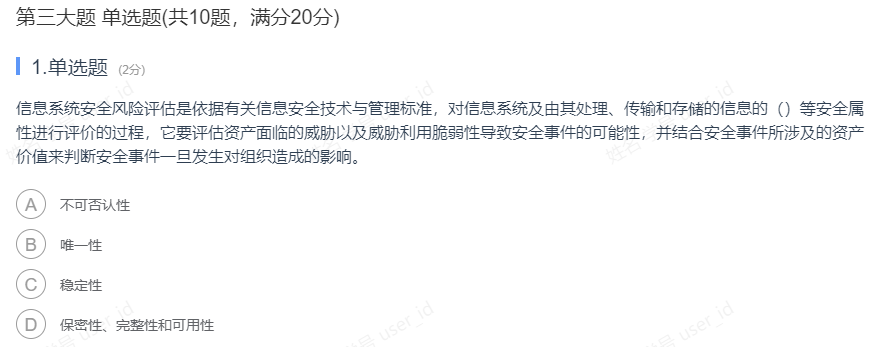 第三大题 单选题(共10题，满分20分)
1.单选题 (2分)
信息系统安全风险评估是依据有关信息安全技术与管理标准，对信息系统及由其处理、传输和存储的信息的（）等安全属
性进行评价的过程，它要评估资产面临的威胁以及威胁利用脆弱性导致安全事件的可能性，并结合安全事件所涉及的资产
价值来判断安全事件一旦发生对组织造成的影响。
A 不可否认性
B 唯一性
C 稳定性
D 保密性、完整性和可用性